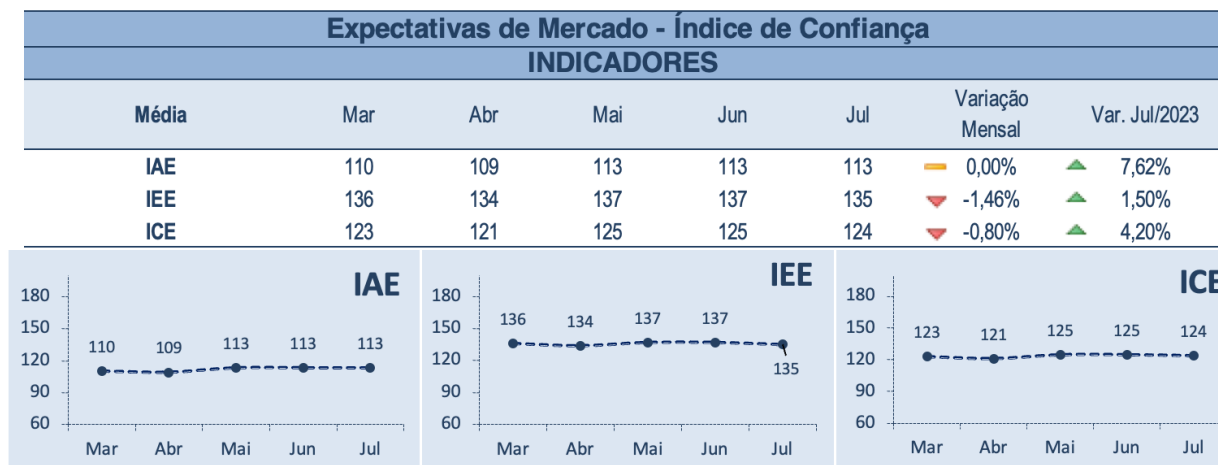 Expectativas de Mercado - Índice de Confiança
INDICADORES
Média Mar Abr Mai Jun Jul Variação Mensal Var. Jul/2023
IAE 110 109 113 113 113 0,00% 7,62%
IEE 136 134 137 137 135 -1,46% 1,50%
ICE 123 121 125 125 124 -0,80% 4,20%
IAE
180
150
120
90
60
110 109 113 113 113
Mar Abr Mai Jun Jul
IEE
180
150
120
90
60
136 134 137 137 135
Mar Abr Mai Jun Jul
ICE
180
150
120
90
60
123 121 125 125 124
Mar Abr Mai Jun Jul